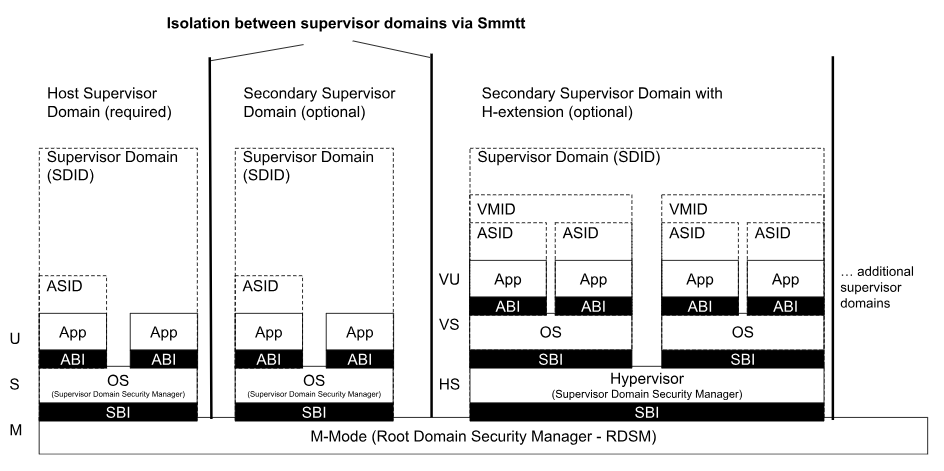 Isolation between supervisor domains via Smmtt
Host Supervisor
Domain (required)
Secondary Supervisor
Domain (optional)
Secondary Supervisor Domain with
H-extension (optional)
Supervisor Domain
(SDID)
Supervisor Domain
(SDID)
Supervisor Domain (SDID)
VMID
VMID
ASID
ASID
ASID
ASID
VU
App
App
App
App
... additional
supervisor
domains
ASID
ASID
ABI
ABI
ABI
ABI
VS
OS
OS
U
App
App
App
App
ABI
ABI
ABI
ABI
SBI
SBI
S
OS
(Supervisor Domain Security Manager)
OS
(Supervisor Domain Security Manager)
HS
Hypervisor
(Supervisor Domain Security Manager)
SBI
SBI
SBI
M
M-Mode (Root Domain Security Manager - RDSM)